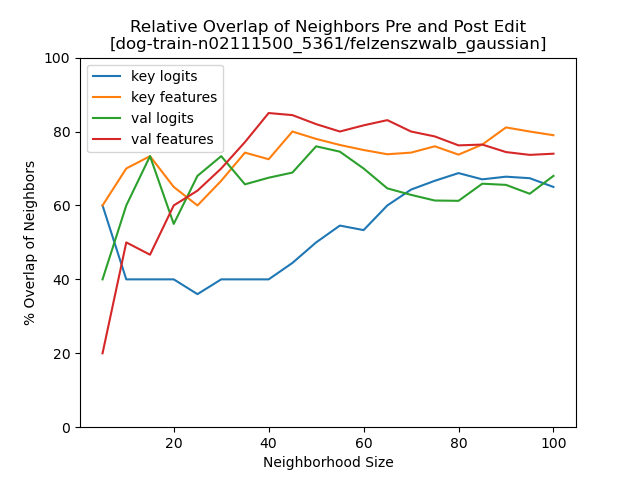 Relative Overlap of Neighbors Pre and Post Edit
[dog-train-n02111500_5361/felzenszwalb_gaussian]
100
80
60
40
20
0
% Overlap of Neighbors
key logits
key features
val logits
val features
20
40
60
80
100
Neighborhood Size